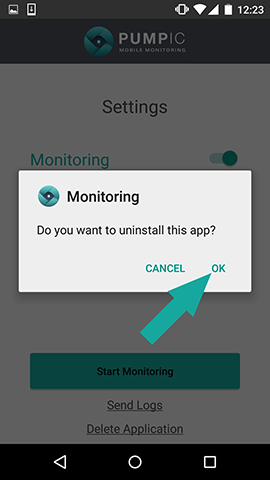 12:23
PUMPIC
MOBILE MONITORING
Settings
Monitoring
Monitoring
Do you want to uninstall this app?
CANCEL OK
Start Monitoring
Send Logs
Delete Application